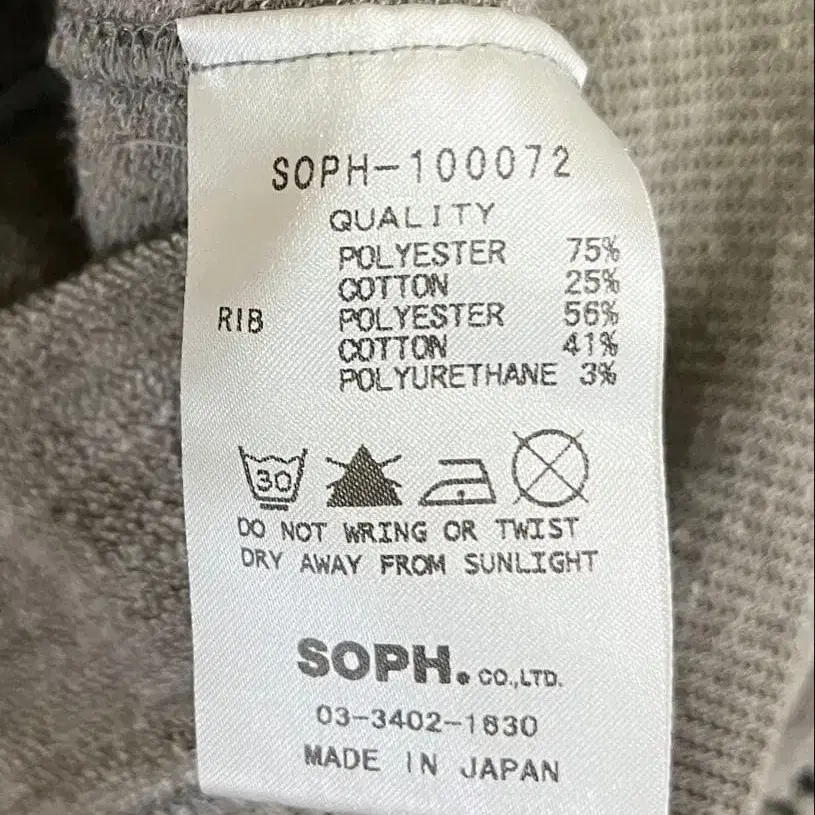 SOPH-100072
QUALITY
POLYESTER 75%
COTTON 25%
RIB POLYESTER 56%
COTTON 41%
POLYURETHANE 3%
30
DO NOT WRING OR TWIST
DRY AWAY FROM SUNLIGHT
SOPH. CO.,LTD.
03-3402-1830
MADE IN JAPAN